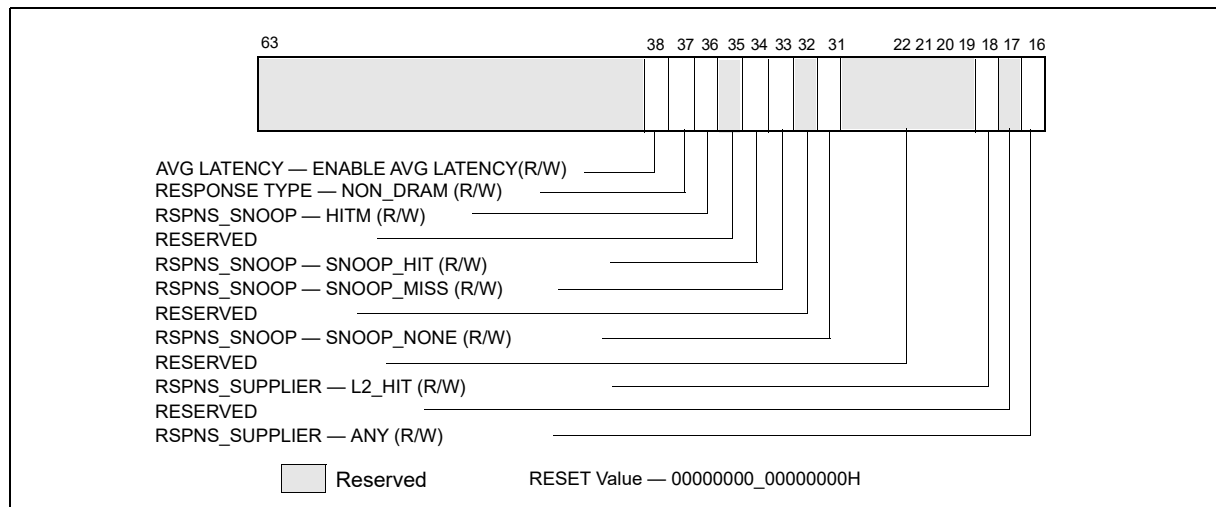 63 38 37 36 35 34 33 32 31 22 21 20 19 18 17 16
AVG LATENCY — ENABLE AVG LATENCY(R/W)
RESPONSE TYPE — NON_DRAM (R/W)
RSPNS_SNOOP — HITM (R/W)
RESERVED
RSPNS_SNOOP — SNOOP_HIT (R/W)
RSPNS_SNOOP — SNOOP_MISS (R/W)
RESERVED
RSPNS_SNOOP — SNOOP_NONE (R/W)
RESERVED
RSPNS_SUPPLIER — L2_HIT (R/W)
RESERVED
RSPNS_SUPPLIER — ANY (R/W)
Reserved RESET Value — 00000000_00000000H